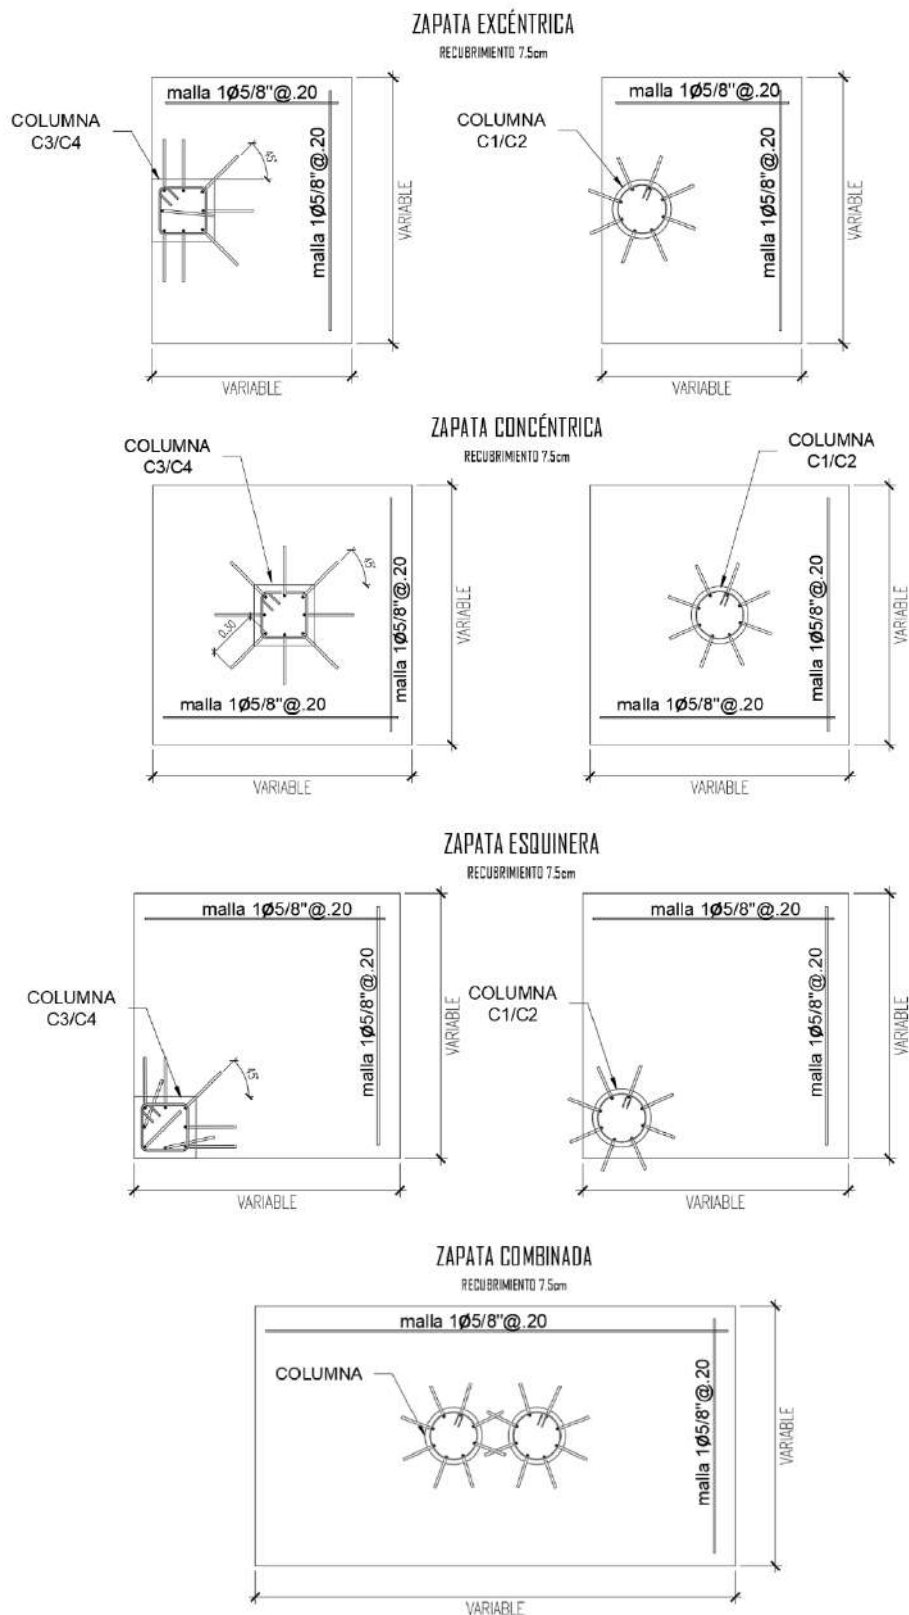 ZAPATA EXCÉNTRICA
RECUBRIMIENTO 7.5cm
malla 1Ø5/8"@.20
COLUMNA
C3/C4
45°
malla 1Ø5/8"@.20
VARIABLE
VARIABLE
malla 1Ø5/8"@.20
COLUMNA
C1/C2
malla 1Ø5/8"@.20
VARIABLE
VARIABLE
ZAPATA CONCÉNTRICA
RECUBRIMIENTO 7.5cm
COLUMNA
C3/C4
45°
0.30
malla 1Ø5/8"@.20
malla 1Ø5/8"@.20
VARIABLE
VARIABLE
COLUMNA
C1/C2
malla 1Ø5/8"@.20
malla 1Ø5/8"@.20
VARIABLE
VARIABLE
ZAPATA ESQUINERA
RECUBRIMIENTO 7.5cm
malla 1Ø5/8"@.20
COLUMNA
C3/C4
45°
malla 1Ø5/8"@.20
VARIABLE
VARIABLE
malla 1Ø5/8"@.20
COLUMNA
C1/C2
malla 1Ø5/8"@.20
VARIABLE
VARIABLE
ZAPATA COMBINADA
RECUBRIMIENTO 7.5cm
malla 1Ø5/8"@.20
COLUMNA
malla 1Ø5/8"@.20
VARIABLE
VARIABLE